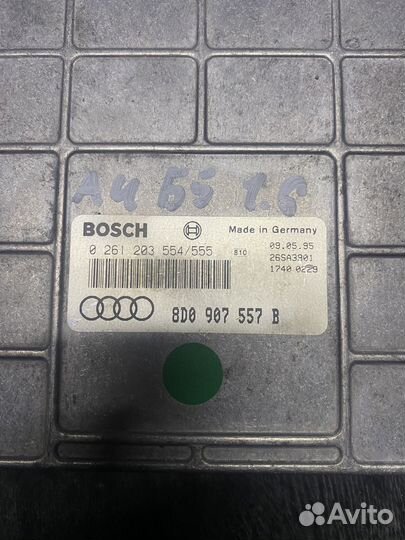 A4 Б5 1.6
BOSCH Made in Germany
0 261 203 554/555 810 09.05.95
26SA3901
1740 0229
8D0 907 557 B
Avito